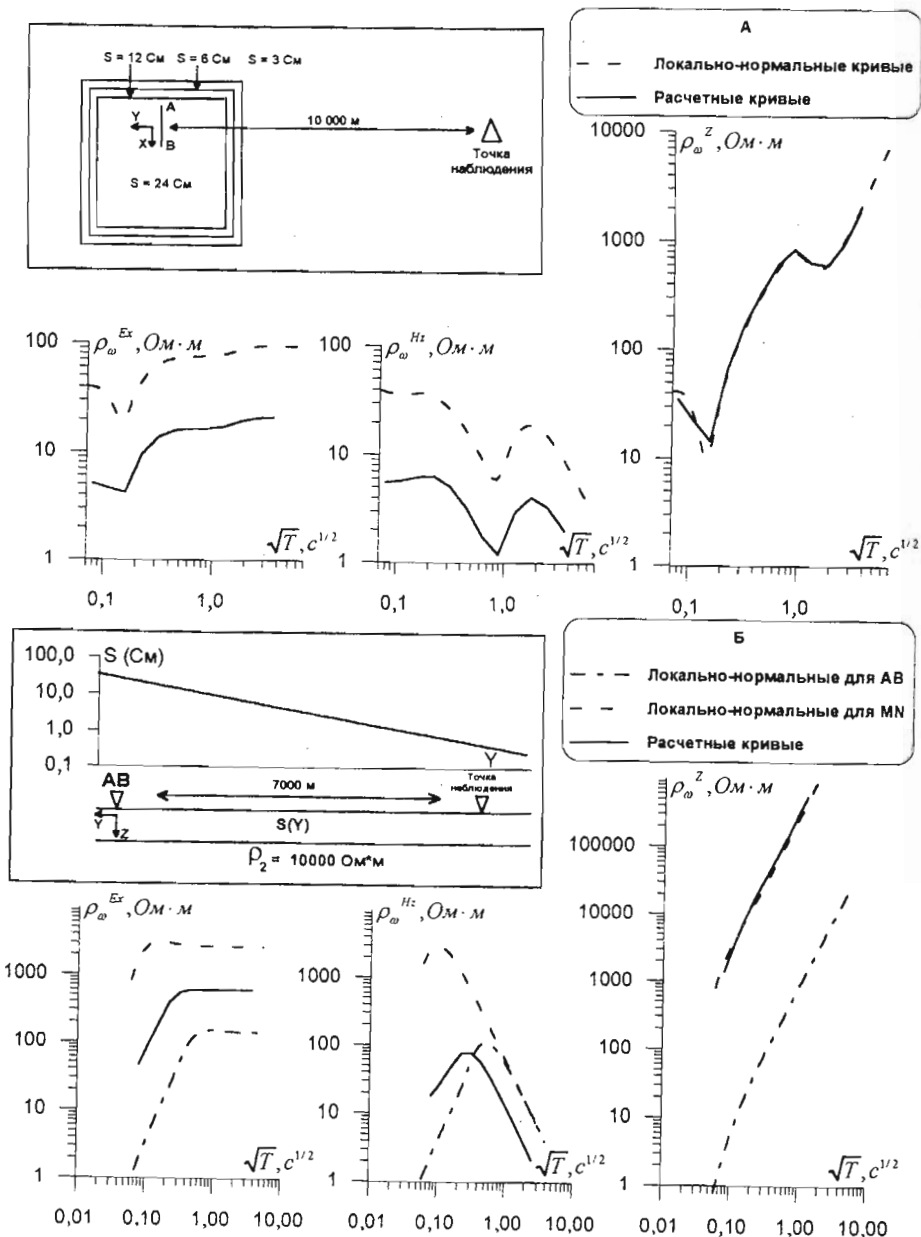 S = 12 См S = 6 См S = 3 См
A
Y
X B
10 000 м
Точка
наблюдения
S = 24 См
А
Локально-нормальные кривые
Расчетные кривые
ρω^Z, Ом·м
10000
1000
100
10
1
√T, c^1/2
0,1 1,0
ρω^Ex, Ом·м
100
10
1
√T, c^1/2
0,1 1,0
ρω^Hz, Ом·м
100
10
1
√T, c^1/2
0,1 1,0
S (См)
100,0
10,0
1,0
0,1
Y
AB
7000 м
Точка
наблюдения
Y
Z
S(Y)
ρ2 = 10000 Ом*м
Б
Локально-нормальные для АВ
Локально-нормальные для MN
Расчетные кривые
ρω^Z, Ом·м
100000
10000
1000
100
10
1
√T, c^1/2
0,01 0,10 1,00 10,00
ρω^Ex, Ом·м
1000
100
10
1
√T, c^1/2
0,01 0,10 1,00 10,00
ρω^Hz, Ом·м
1000
100
10
1
√T, c^1/2
0,01 0,10 1,00 10,00